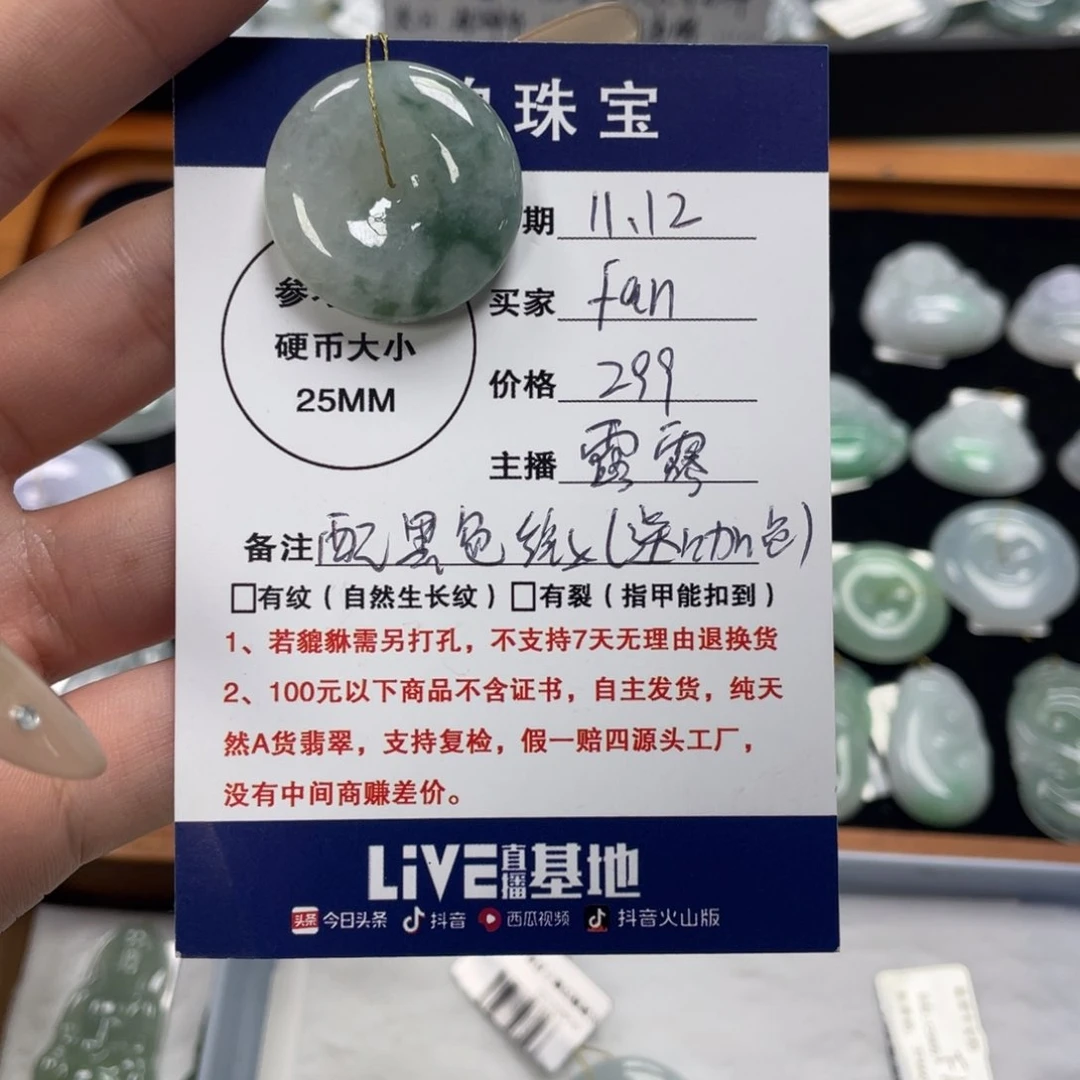 珠宝
期 11.12
参
买家 fan
硬币大小
25MM
价格 299
主播 露露
备注 配黑色绕
□有纹（自然生长纹）□有裂（指甲能扣到）
1、若貔貅需另打孔，不支持7天无理由退换货
2、100元以下商品不含证书，自主发货，纯天
然A货翡翠，支持复检，假一赔四源头工厂，
没有中间商赚差价。
LiVE直播基地
头条 今日头条 抖音 西瓜视频 抖音火山版